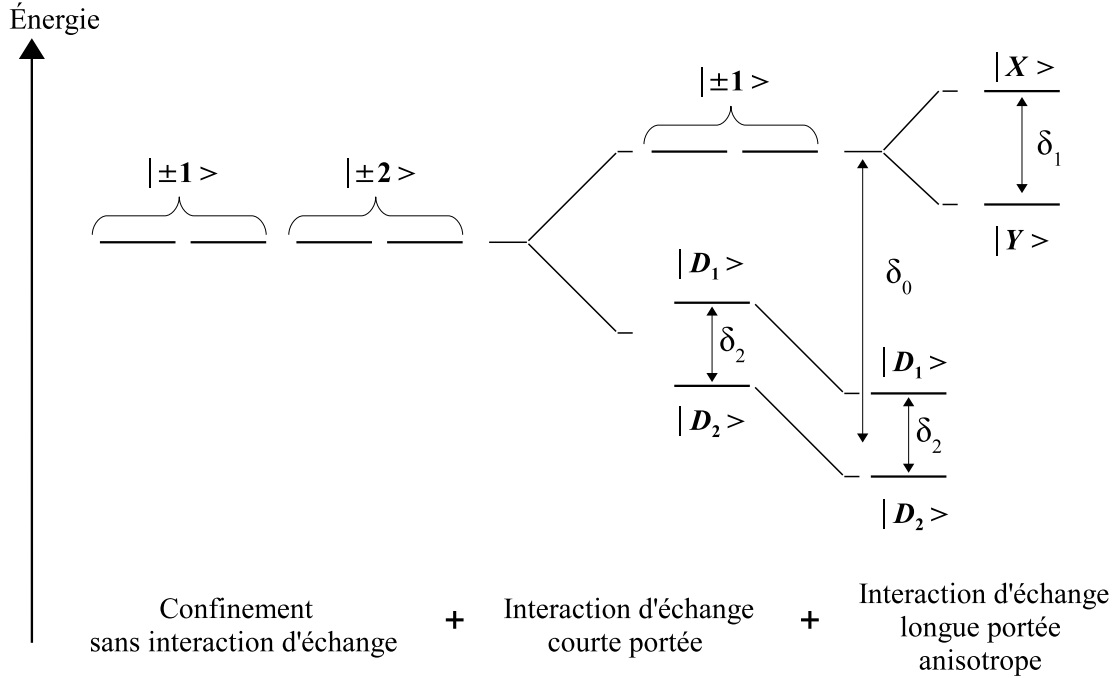 Énergie
|±1>
|±2>
|±1>
|X>
δ1
|Y>
|D1>
δ2
|D2>
δ0
|D1>
δ2
|D2>
Confinement
sans interaction d'échange
+
Interaction d'échange
courte portée
+
Interaction d'échange
longue portée
anisotrope